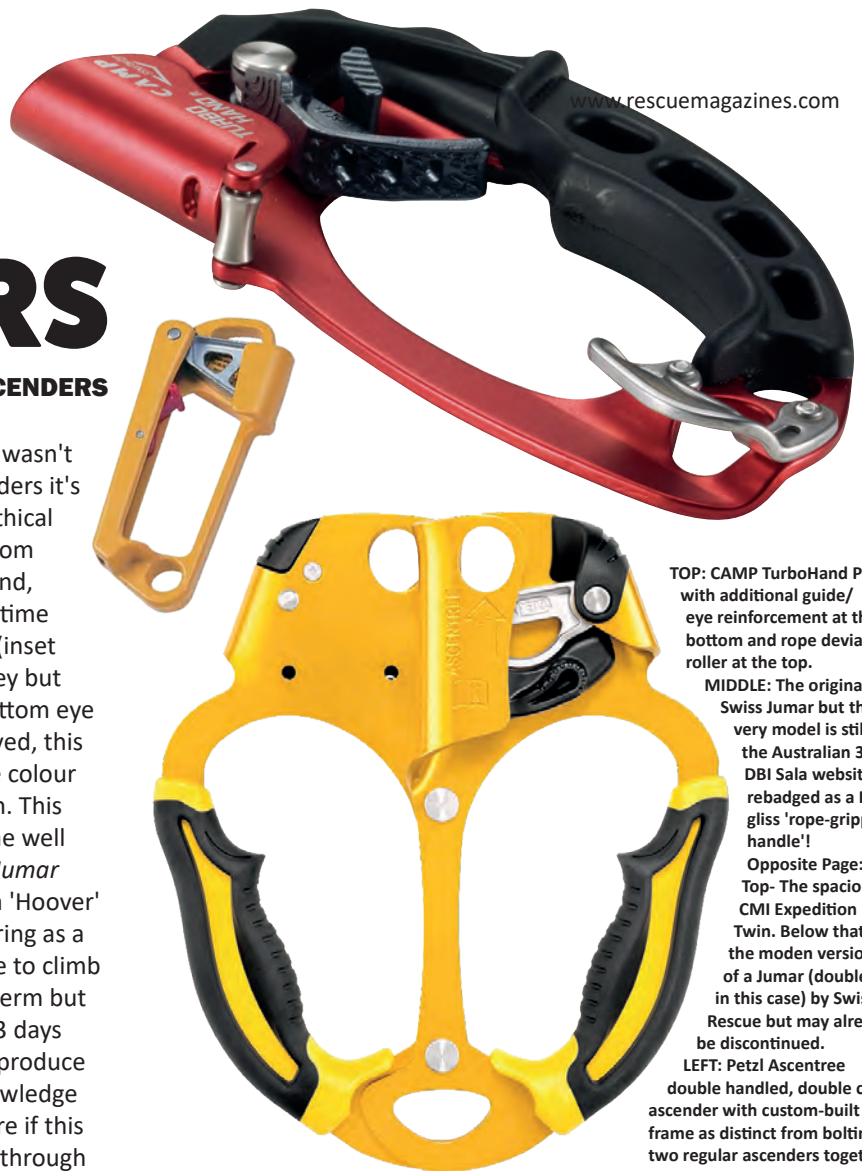 www.rescuemagazines.com
CAMP
TURBO
HAND
RS
CENDERS
wasn't
ders it's
thical
om
nd,
time
(inset
ey but
ttom eye
ved, this
e colour
n. This
ne well
Jumar
'Hoover'
ring as a
e to climb
erm but
3 days
produce
wledge
re if this
through
ASCENTREE
TOP: CAMP TurboHand P
with additional guide/
eye reinforcement at th
bottom and rope devia
roller at the top.
MIDDLE: The origina
Swiss Jumar but th
very model is stil
the Australian 3
DBI Sala websit
rebadged as a
gliss 'rope-gripp
handle'!
Opposite Page:
Top- The spacio
CMI Expedition
Twin. Below that
the moden versio
of a Jumar (double
in this case) by Swis
Rescue but may alre
be discontinued.
LEFT: Petzl Ascentree
double handled, double c
ascender with custom-built
frame as distinct from boltin
two regular ascenders toget